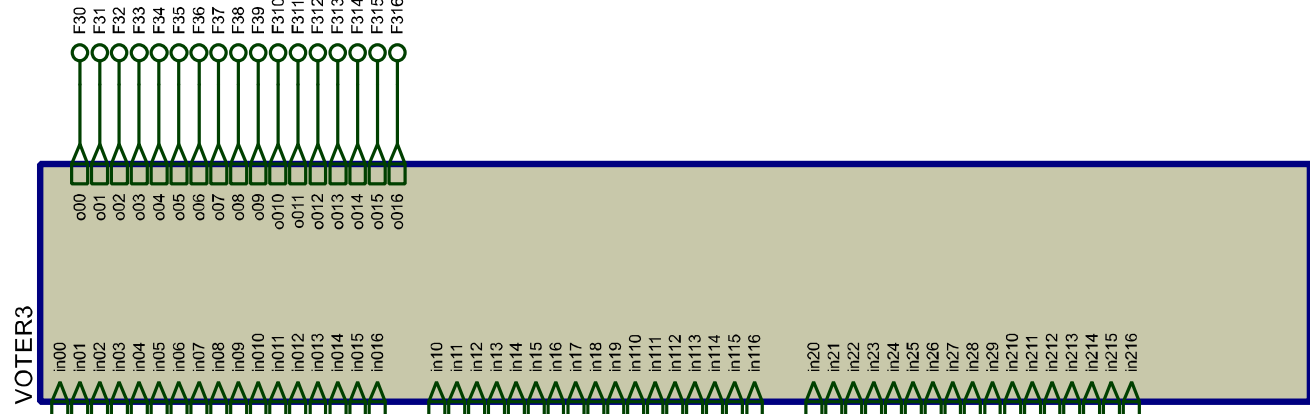 F30 F31 F32 F33 F34 F35 F36 F37 F38 F39 F310 F311 F312 F313 F314 F315 F316
o00 o01 o02 o03 o04 o05 o06 o07 o08 o09 o010 o011 o012 o013 o014 o015 o016
VOTER3
in00 in01 in02 in03 in04 in05 in06 in07 in08 in09 in010 in011 in012 in013 in014 in015 in016
in10 in11 in12 in13 in14 in15 in16 in17 in18 in19 in110 in111 in112 in113 in114 in115 in116
in20 in21 in22 in23 in24 in25 in26 in27 in28 in29 in210 in211 in212 in213 in214 in215 in216